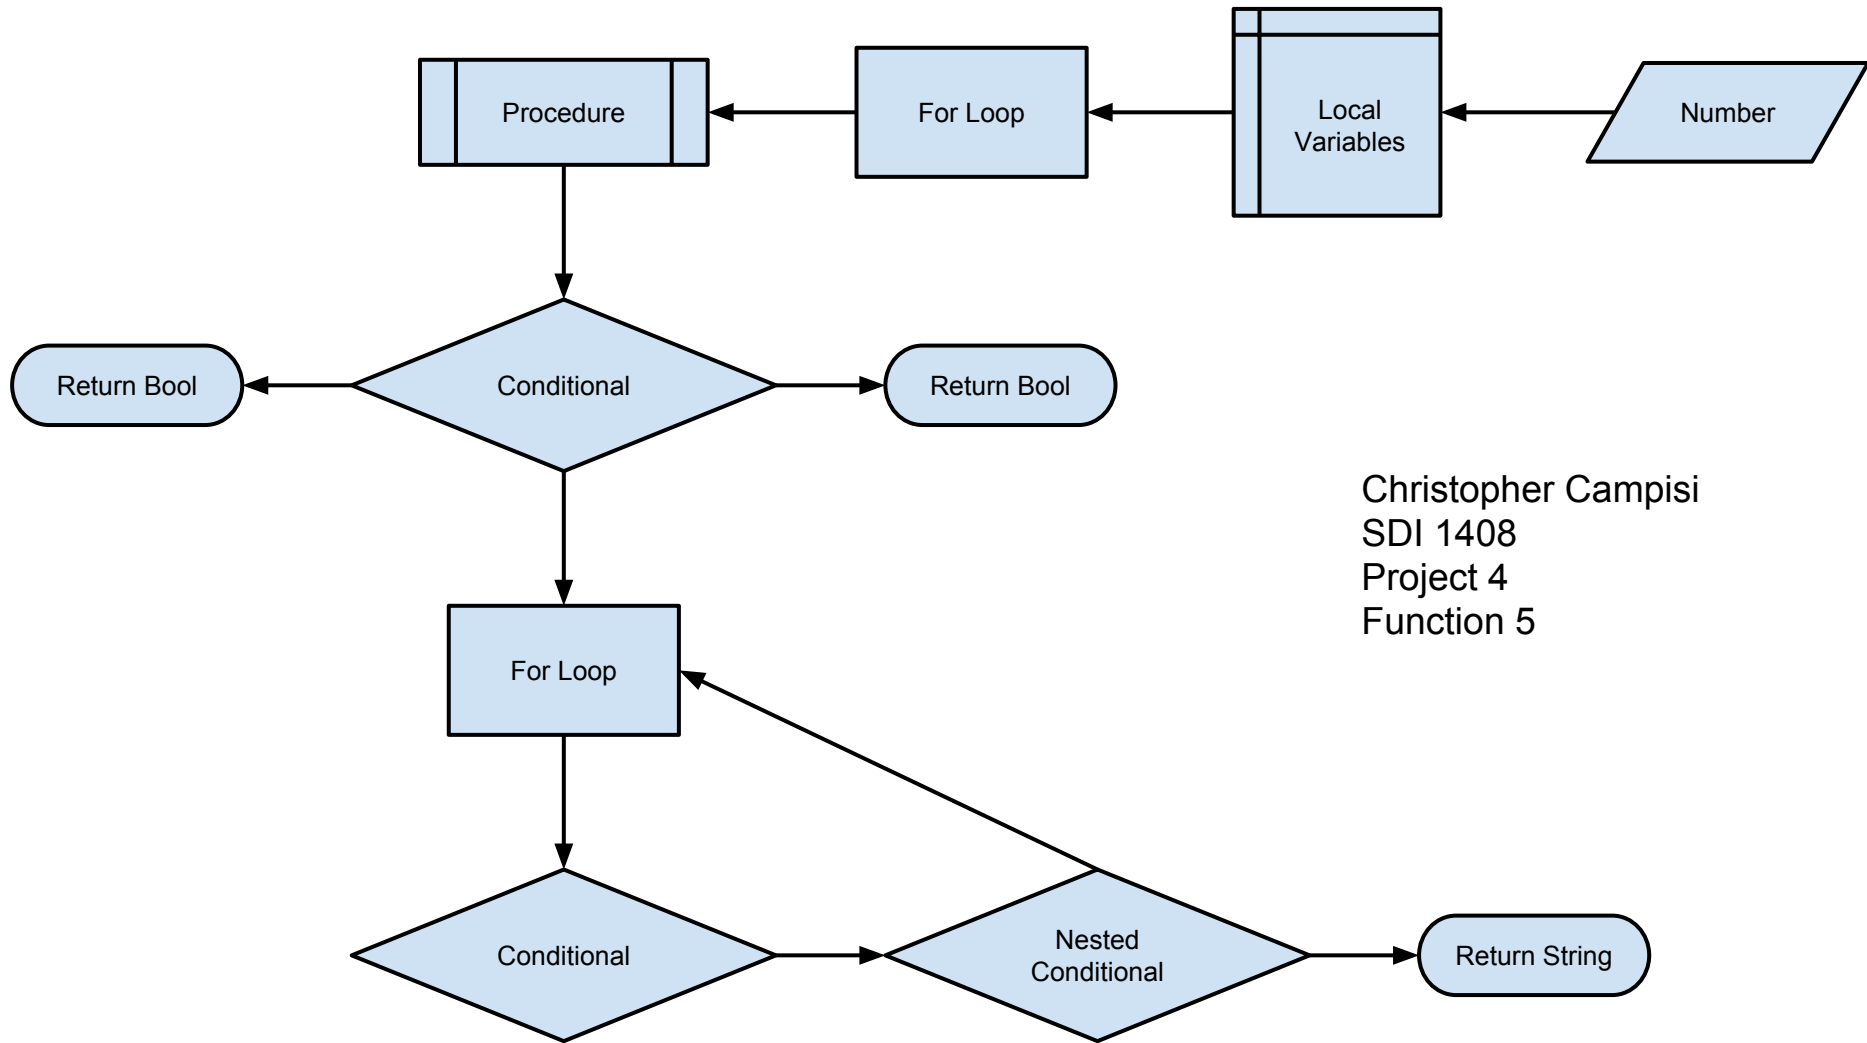 Procedure
For Loop
Local
Variables
Number
Return Bool
Conditional
Return Bool
Christopher Campisi
SDI 1408
Project 4
Function 5
For Loop
Conditional
Nested
Conditional
Return String